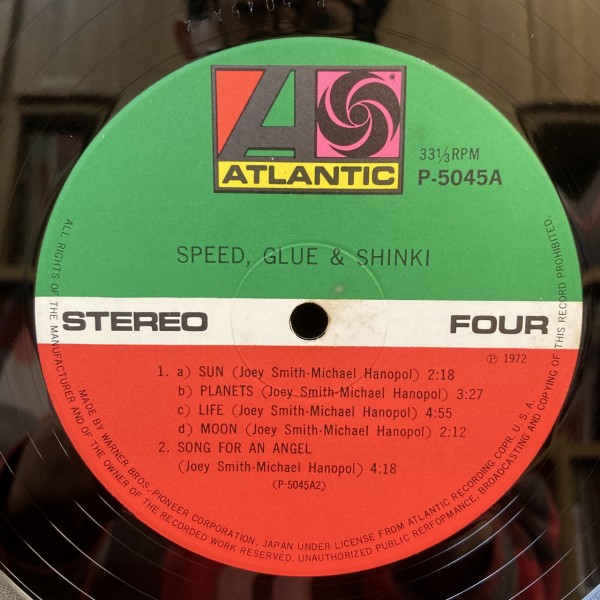 P-5045A2
ATLANTIC
33⅓RPM
P-5045A
SPEED, GLUE & SHINKI
STEREO
FOUR
℗ 1972
1. a) SUN (Joey Smith-Michael Hanopol) 2:18
b) PLANETS (Joey Smith-Michael Hanopol) 3:27
c) LIFE (Joey Smith-Michael Hanopol) 4:55
d) MOON (Joey Smith-Michael Hanopol) 2:12
2. SONG FOR AN ANGEL
(Joey Smith-Michael Hanopol) 4:18
(P-5045A2)
ALL RIGHTS OF THE MANUFACTURER AND OF THE OWNER OF THE RECORDED WORK RESERVED. UNAUTHORIZED PUBLIC PERFOPMANCE, BROADCASTING AND COPYING OF THIS RECORD PROHIBITED.
MADE BY WARNER BROS./PIONEER CORPORATION, JAPAN UNDER LICENSE FROM ATLANTIC RECORDING COPR. U. S. A.